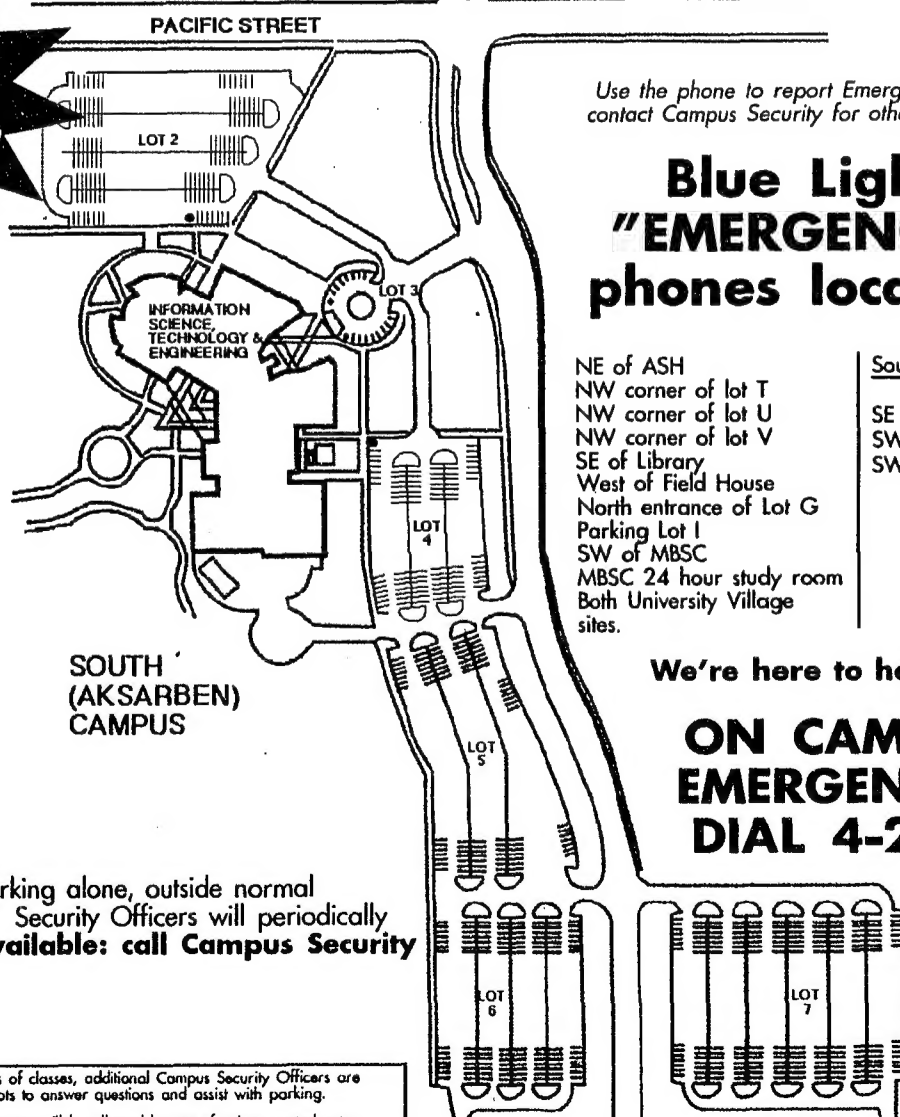 PACIFIC STREET
LOT 2
LOT 3
INFORMATION
SCIENCE,
TECHNOLOGY &
ENGINEERING
LOT
4
SOUTH
(AKSARBEN)
CAMPUS
LOT
5
LOT
6
LOT
7
Use the phone to report Emerg
contact Campus Security for oth
Blue Ligh
"EMERGEN
phones loca
NE of ASH
NW corner of lot T
NW corner of lot U
NW corner of lot V
SE of Library
West of Field House
North entrance of Lot G
Parking Lot I
SW of MBSC
MBSC 24 hour study room
Both University Village
sites.
Sou
SE
SW
SW
We're here to he
ON CAM
EMERGEN
DIAL 4-2
rking alone, outside normal
Security Officers will periodically
vailable: call Campus Security
s of classes, additional Campus Security Officers are
ots to answer questions and assist with parking.